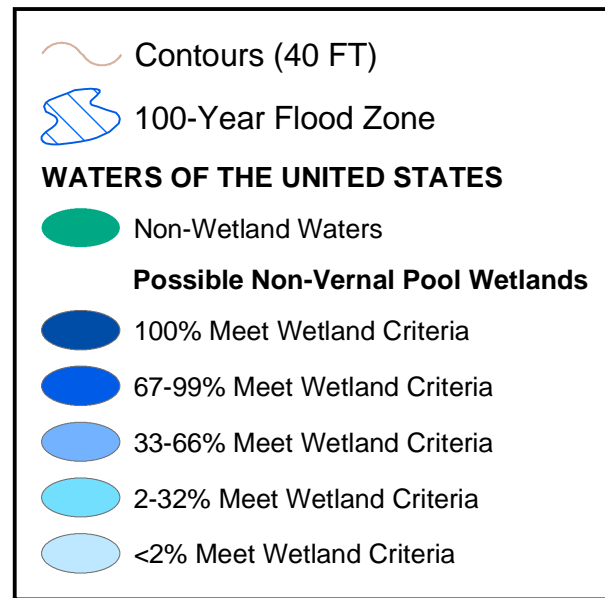 Contours (40 FT)
100-Year Flood Zone
WATERS OF THE UNITED STATES
Non-Wetland Waters
Possible Non-Vernal Pool Wetlands
100% Meet Wetland Criteria
67-99% Meet Wetland Criteria
33-66% Meet Wetland Criteria
2-32% Meet Wetland Criteria
<2% Meet Wetland Criteria